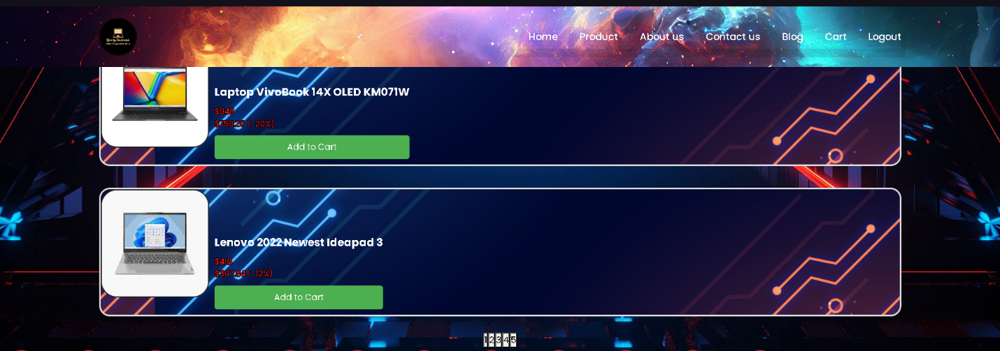 Home Product About us Contact us Blog Cart Logout
Laptop VivoBook 14X OLED KM071W
$949
$759.20 (-20%)
Add to Cart
Lenovo 2022 Newest Ideapad 3
$418
$367.84 (-12%)
Add to Cart
1 2 3 4 5